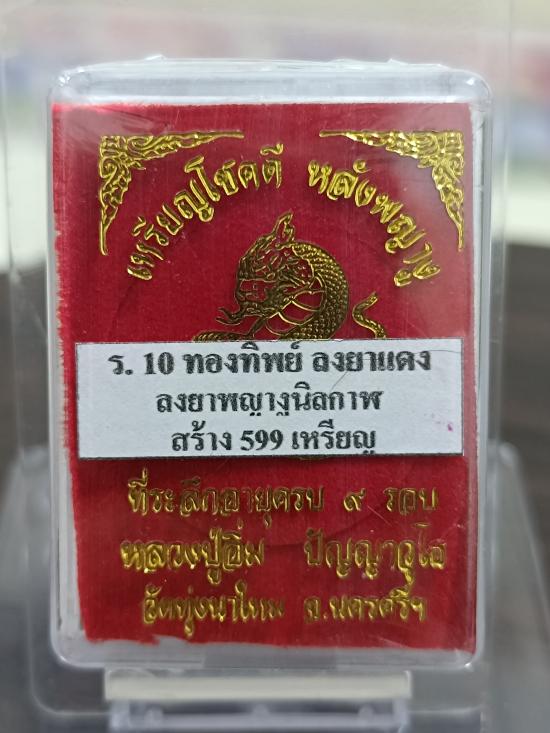 เหรียญโชคดี หลังพญางู
ร. 10 ทองทิพย์ ลงยาแดง
ลงยาพญางูนิลกาฬ
สร้าง 599 เหรียญ
ที่ระลึกอายุครบ ๙ รอบ
หลวงปู่อิ่ม ปัญญาวุโธ
วัดทุ่งนาใหม่ จ.นครศรีฯ